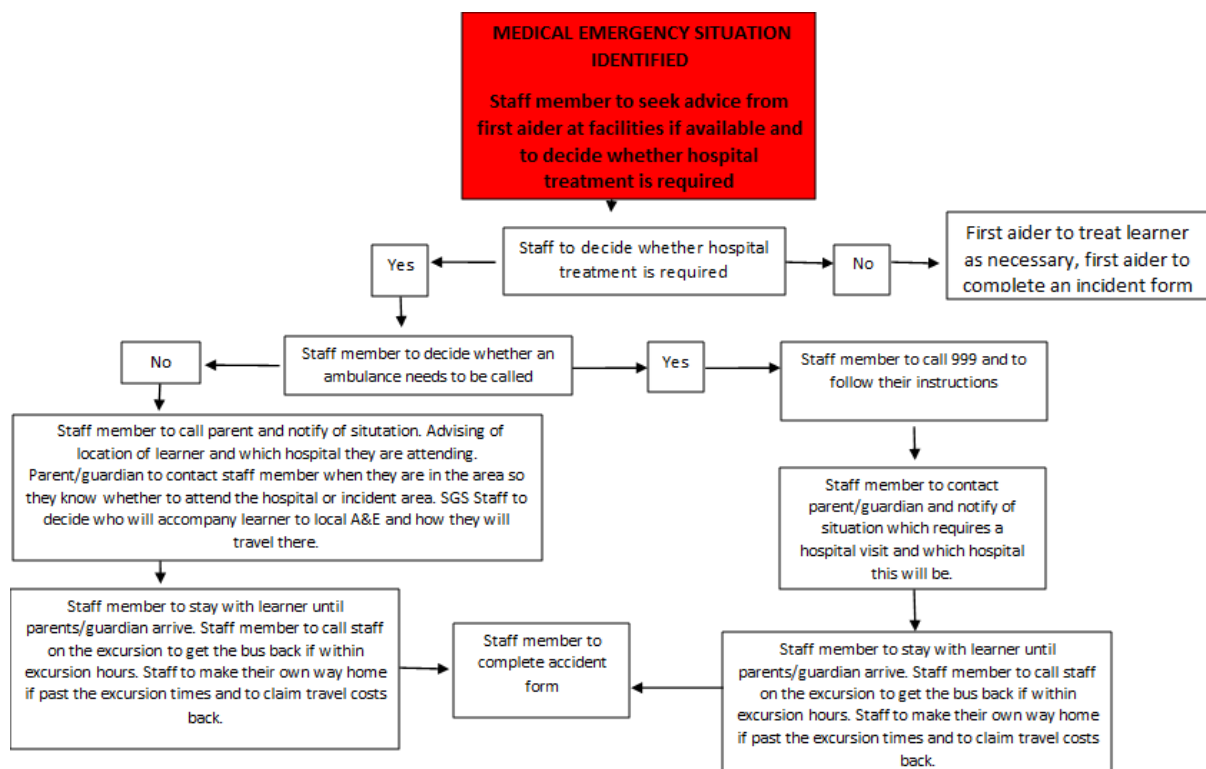 MEDICAL EMERGENCY SITUATION
IDENTIFIED
Staff member to seek advice from
first aider at facilities if available and
to decide whether hospital
treatment is required
Staff to decide whether hospital
treatment is required
Yes
No
First aider to treat learner
as necessary, first aider to
complete an incident form
No
Staff member to decide whether an
ambulance needs to be called
Yes
Staff member to call 999 and to
follow their instructions
Staff member to call parent and notify of situtation. Advising of
location of learner and which hospital they are attending.
Parent/guardian to contact staff member when they are in the area so
they know whether to attend the hospital or incident area. SGS Staff to
decide who will accompany learner to local A&E and how they will
travel there.
Staff member to contact
parent/guardian and notify of
situation which requires a
hospital visit and which hospital
this will be.
Staff member to stay with learner until
parents/guardian arrive. Staff member to call staff
on the excursion to get the bus back if within
excursion hours. Staff to make their own way home
if past the excursion times and to claim travel costs
back.
Staff member to
complete accident
form
Staff member to stay with learner until
parents/guardian arrive. Staff member to call staff
on the excursion to get the bus back if within
excursion hours. Staff to make their own way home
if past the excursion times and to claim travel costs
back.